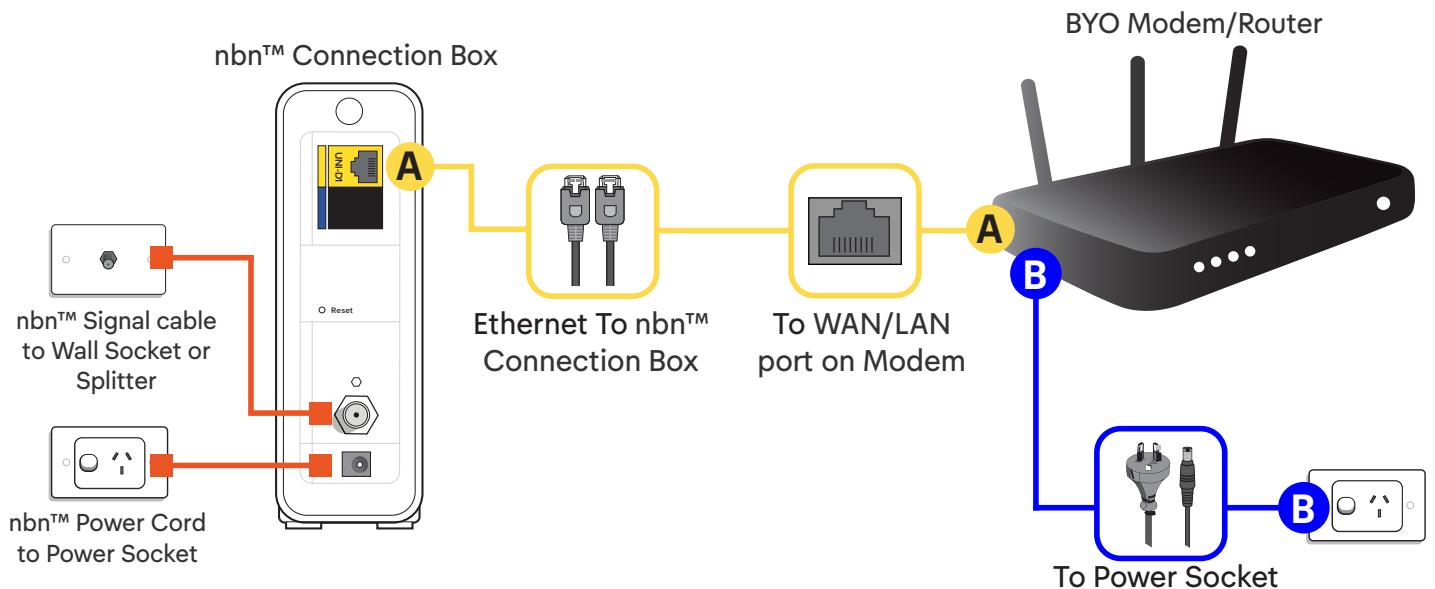 BYO Modem/Router
nbn™ Connection Box
UNI-D1
A
A
B
nbn™ Signal cable
to Wall Socket or
Splitter
Reset
Ethernet To nbn™
Connection Box
To WAN/LAN
port on Modem
nbn™ Power Cord
to Power Socket
B
To Power Socket